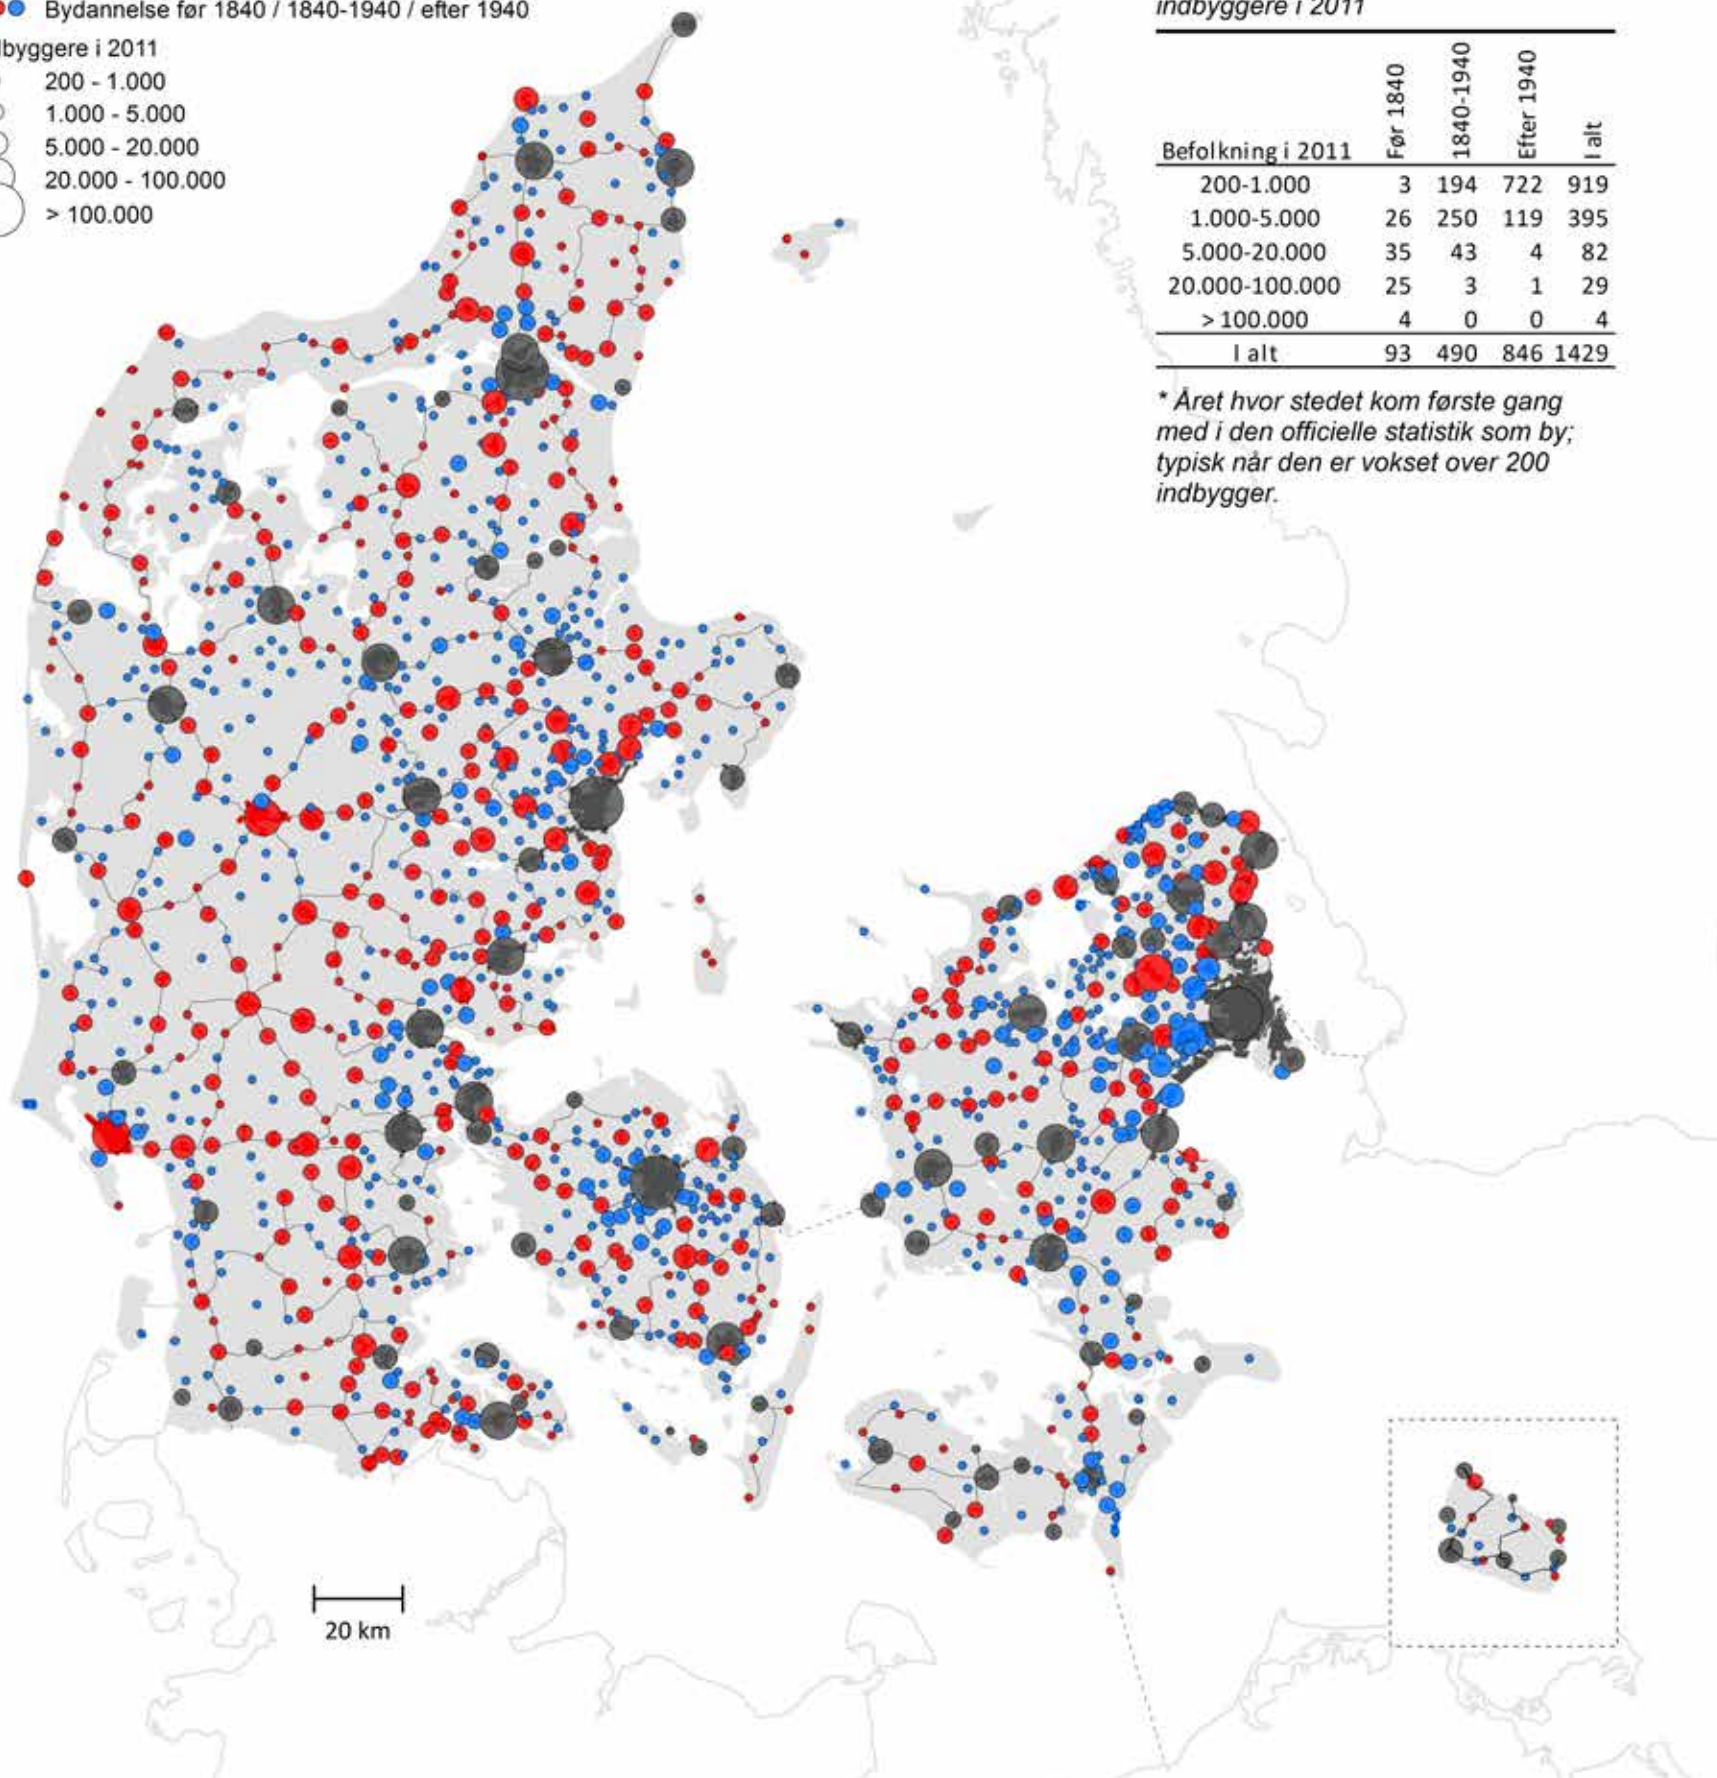 Bydannelse før 1840 / 1840-1940 / efter 1940
byggere i 2011
200 - 1.000
1.000 - 5.000
5.000 - 20.000
20.000 - 100.000
> 100.000
indbyggere i 2011
Befolkning i 2011 Før 1840 1840-1940 Efter 1940 I alt
200-1.000 3 194 722 919
1.000-5.000 26 250 119 395
5.000-20.000 35 43 4 82
20.000-100.000 25 3 1 29
> 100.000 4 0 0 4
I alt 93 490 846 1429
* Året hvor stedet kom første gang
med i den officielle statistik som by;
typisk når den er vokset over 200
indbygger.
20 km